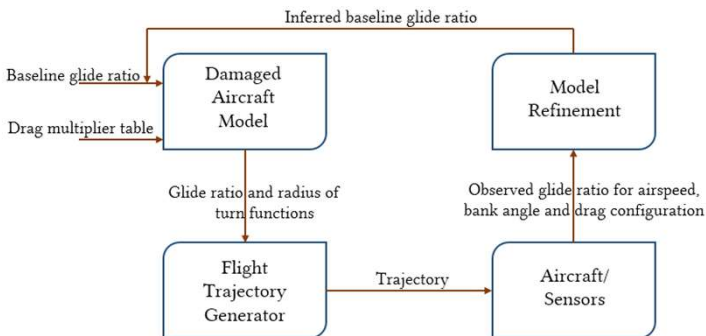 Inferred baseline glide ratio
Baseline glide ratio
Damaged
Aircraft
Model
Model
Refinement
Drag multiplier table
Glide ratio and radius of
turn functions
Observed glide ratio for airspeed,
bank angle and drag configuration
Flight
Trajectory
Generator
Trajectory
Aircraft/
Sensors